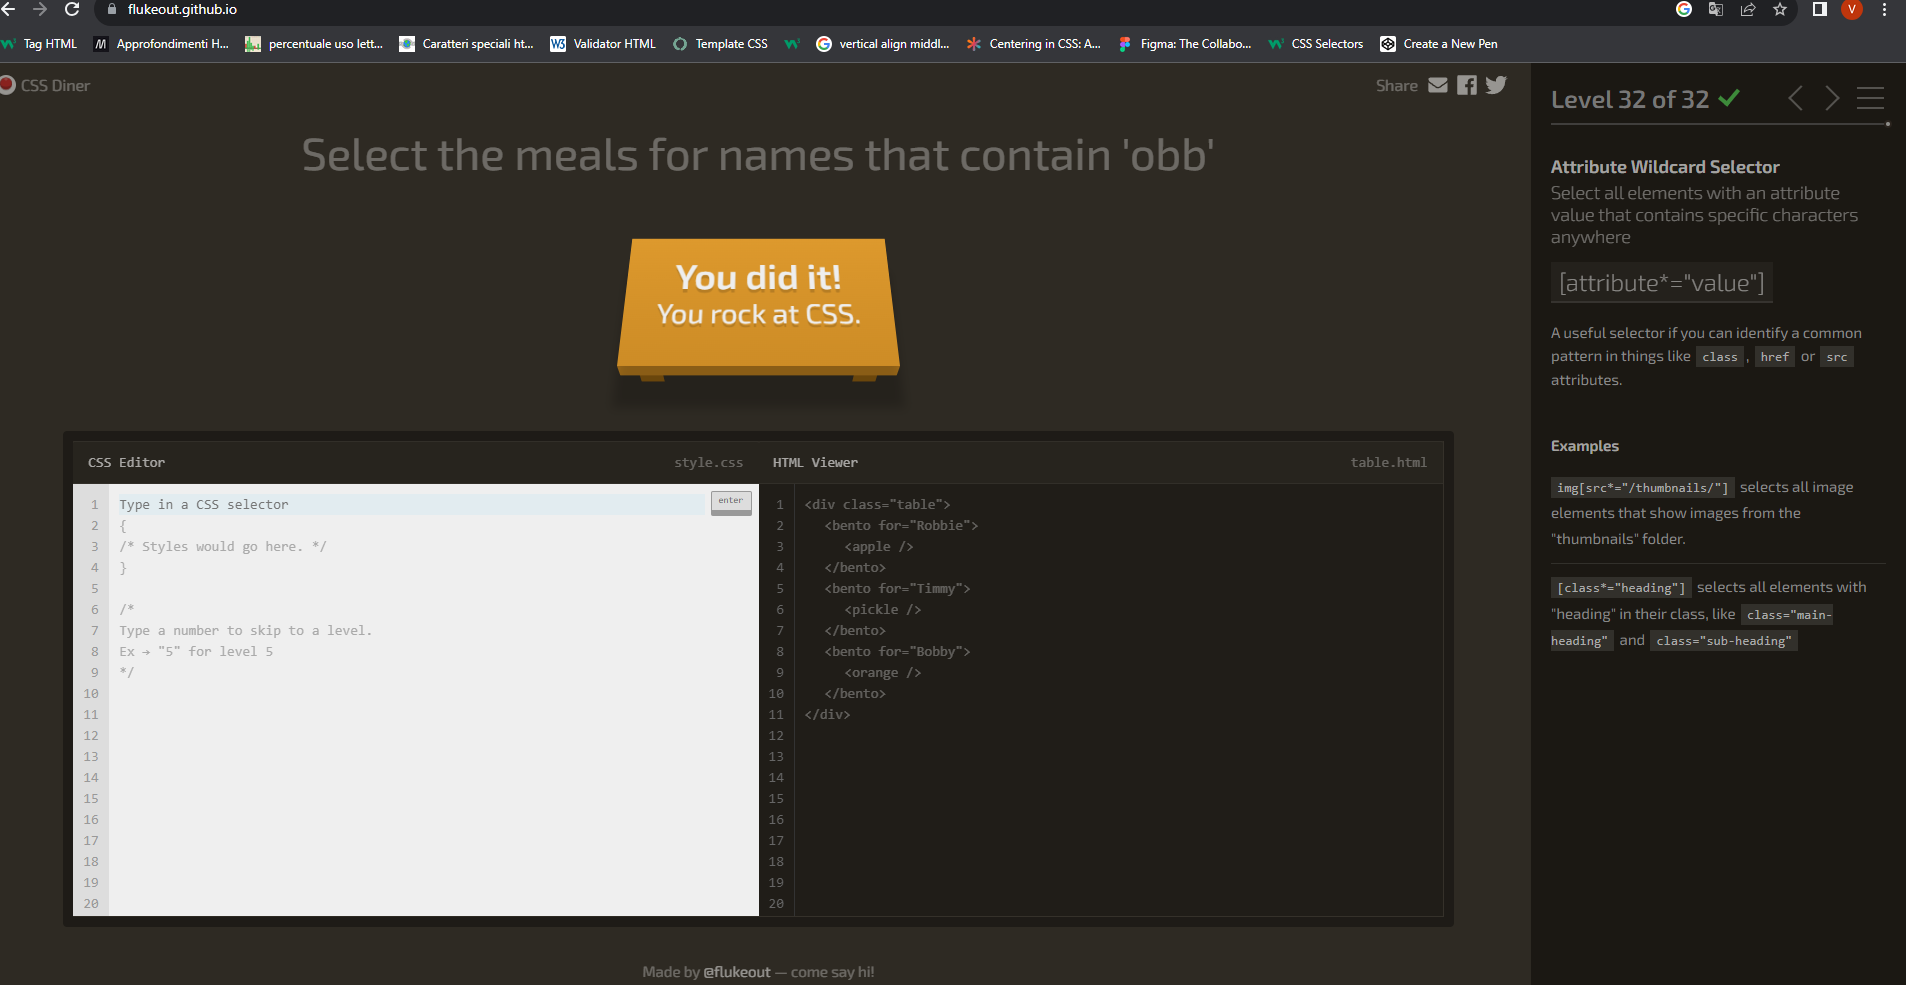 flukeout.github.io
V
Tag HTML
Approfondimenti H...
percentuale uso lett...
Caratteri speciali ht...
W3
Validator HTML
Template CSS
vertical align middl...
Centering in CSS: A...
Figma: The Collabo...
CSS Selectors
Create a New Pen
CSS Diner
Share
Select the meals for names that contain 'obb'
You did it!
You rock at CSS.
CSS Editor
style.css
HTML Viewer
table.html
1 Type in a CSS selector
enter
2 {
3 /* Styles would go here. */
4 }
5
6 /*
7 Type a number to skip to a level.
8 Ex → "5" for level 5
9 */
10
11
12
13
14
15
16
17
18
19
20
1 <div class="table">
2 <bento for="Robbie">
3 <apple />
4 </bento>
5 <bento for="Timmy">
6 <pickle />
7 </bento>
8 <bento for="Bobby">
9 <orange />
10 </bento>
11 </div>
12
13
14
15
16
17
18
19
20
Made by @flukeout — come say hi!
Level 32 of 32
Attribute Wildcard Selector
Select all elements with an attribute
value that contains specific characters
anywhere
[attribute*="value"]
A useful selector if you can identify a common
pattern in things like class , href or src
attributes.
Examples
img[src*="/thumbnails/"] selects all image
elements that show images from the
"thumbnails" folder.
[class*="heading"] selects all elements with
"heading" in their class, like class="main-
heading" and class="sub-heading"